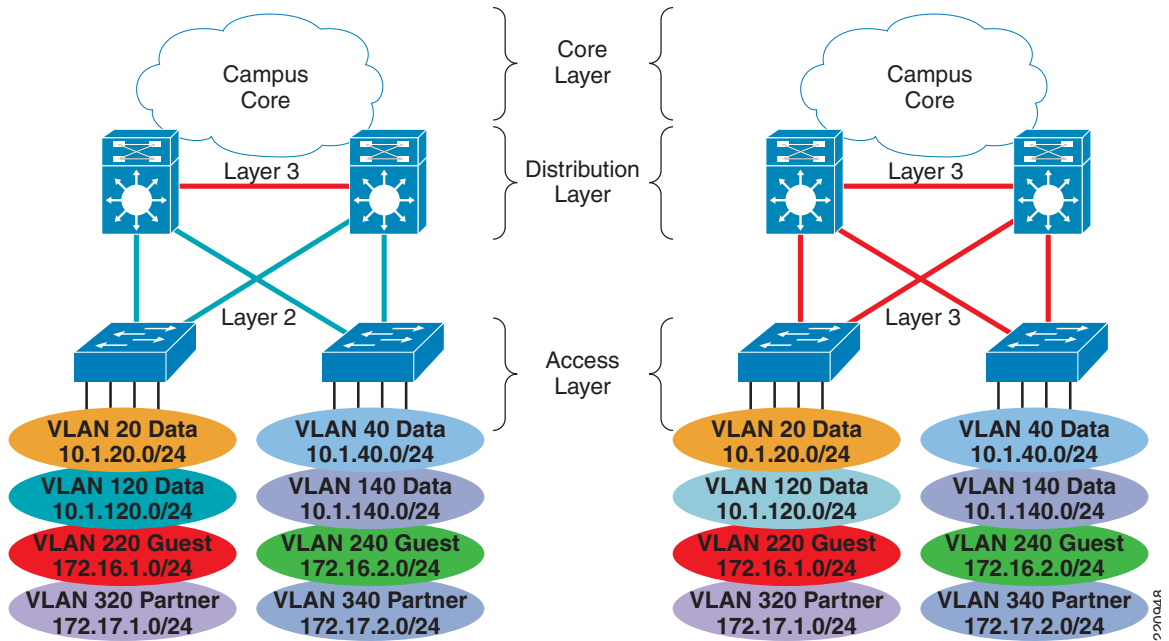 Core
Layer
Campus
Core
Campus
Core
Layer 3
Distribution
Layer
Layer 3
Layer 2
Layer 3
Access
Layer
VLAN 20 Data
10.1.20.0/24
VLAN 40 Data
10.1.40.0/24
VLAN 20 Data
10.1.20.0/24
VLAN 40 Data
10.1.40.0/24
VLAN 120 Data
10.1.120.0/24
VLAN 140 Data
10.1.140.0/24
VLAN 120 Data
10.1.120.0/24
VLAN 140 Data
10.1.140.0/24
VLAN 220 Guest
172.16.1.0/24
VLAN 240 Guest
172.16.2.0/24
VLAN 220 Guest
172.16.1.0/24
VLAN 240 Guest
172.16.2.0/24
VLAN 320 Partner
172.17.1.0/24
VLAN 340 Partner
172.17.2.0/24
VLAN 320 Partner
172.17.1.0/24
VLAN 340 Partner
172.17.2.0/24
220948